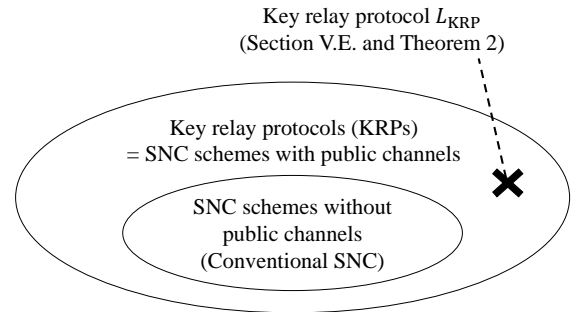 Key relay protocol L_KRP
(Section V.E. and Theorem 2)
Key relay protocols (KRPs)
= SNC schemes with public channels
SNC schemes without
public channels
(Conventional SNC)